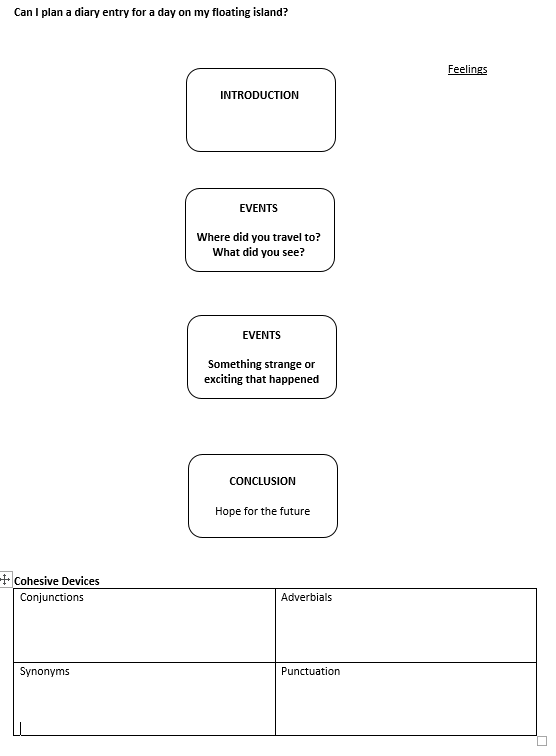 Can I plan a diary entry for a day on my floating island?
Feelings
INTRODUCTION
EVENTS
Where did you travel to?
What did you see?
EVENTS
Something strange or
exciting that happened
CONCLUSION
Hope for the future
Cohesive Devices
Conjunctions
Adverbials
Synonyms
Punctuation